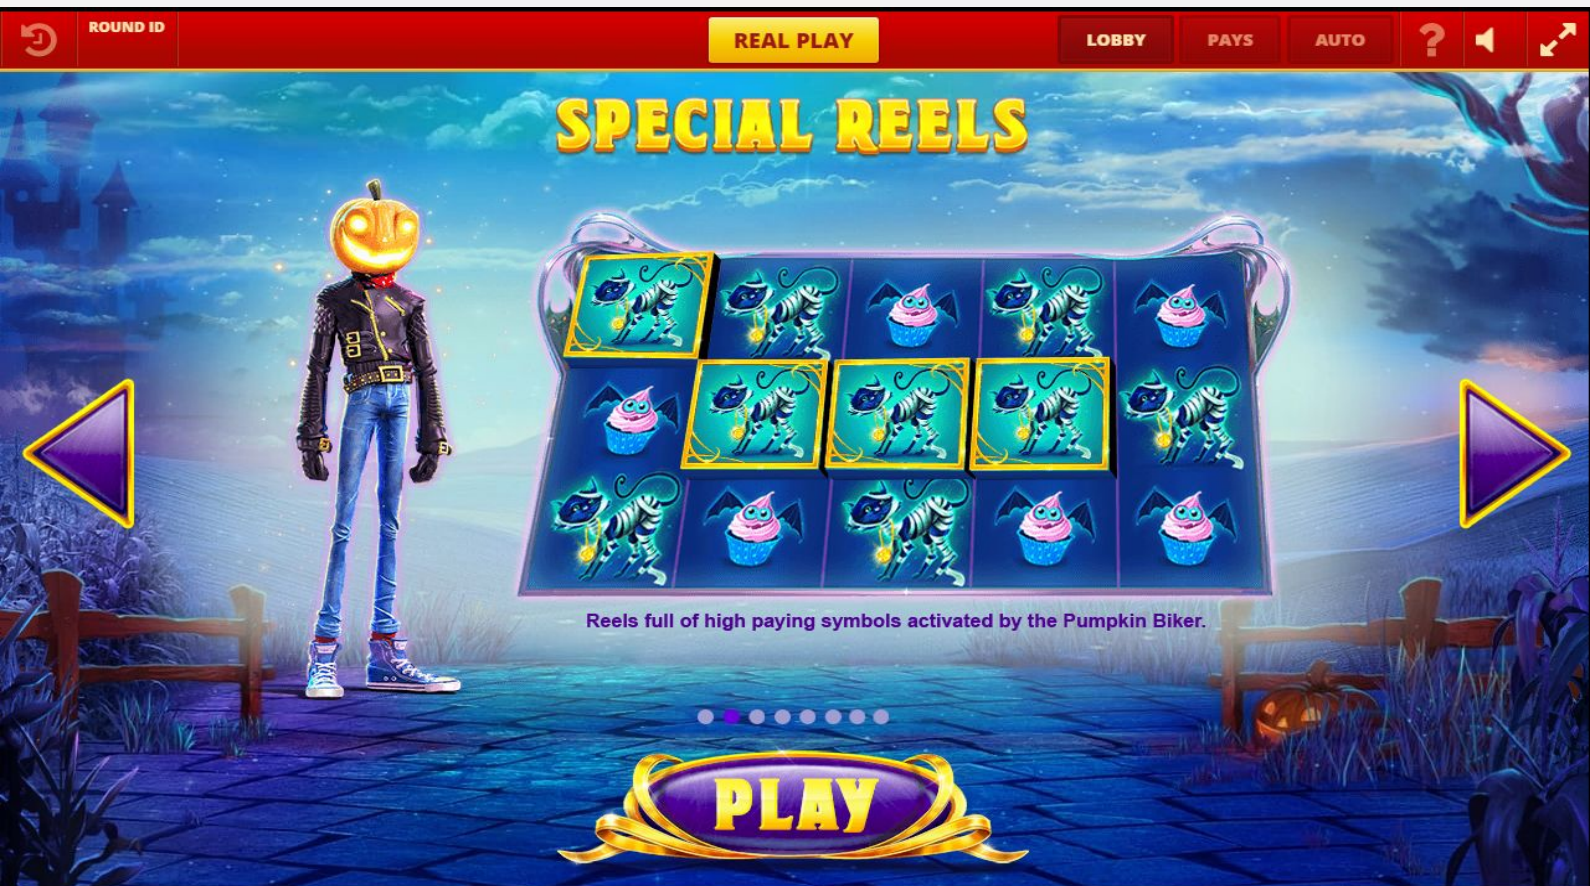 ROUND ID
REAL PLAY
LOBBY
PAYS
AUTO
?
SPECIAL REELS
Reels full of high paying symbols activated by the Pumpkin Biker.
PLAY